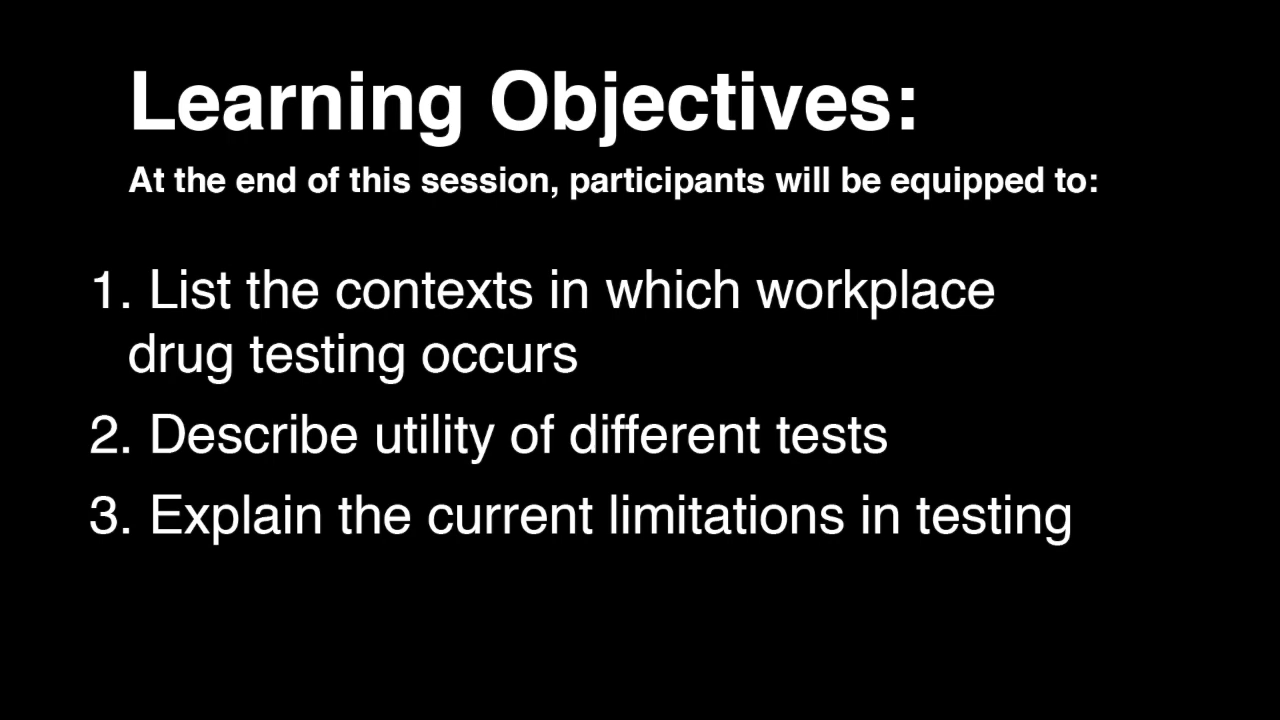 Learning Objectives:
At the end of this session, participants will be equipped to:
1. List the contexts in which workplace
drug testing occurs
2. Describe utility of different tests
3. Explain the current limitations in testing